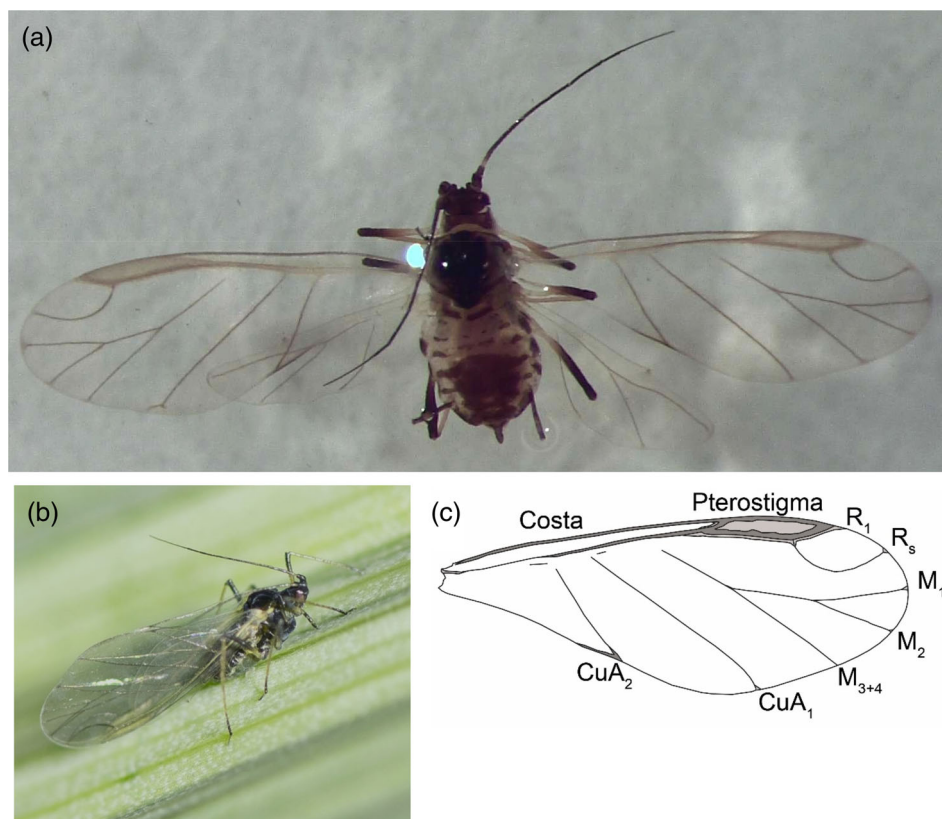 (a)
(b)
(c)
Costa
Pterostigma
R₁
Rₛ
M₁
M₂
M₃₊₄
CuA₁
CuA₂